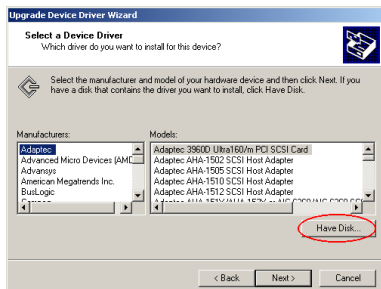 Upgrade Device Driver Wizard
Select a Device Driver
Which driver do you want to install for this device?
Select the manufacturer and model of your hardware device and then click Next. If you
have a disk that contains the driver you want to install, click Have Disk.
Manufacturers:
Adaptec
Advanced Micro Devices (AMD
Advansys
American Megatrends Inc.
BusLogic
Models:
Adaptec 3960D Ultra160/m PCI SCSI Card
Adaptec AHA-1502 SCSI Host Adapter
Adaptec AHA-1505 SCSI Host Adapter
Adaptec AHA-1510 SCSI Host Adapter
Adaptec AHA-1512 SCSI Host Adapter
Have Disk...
< Back
Next >
Cancel